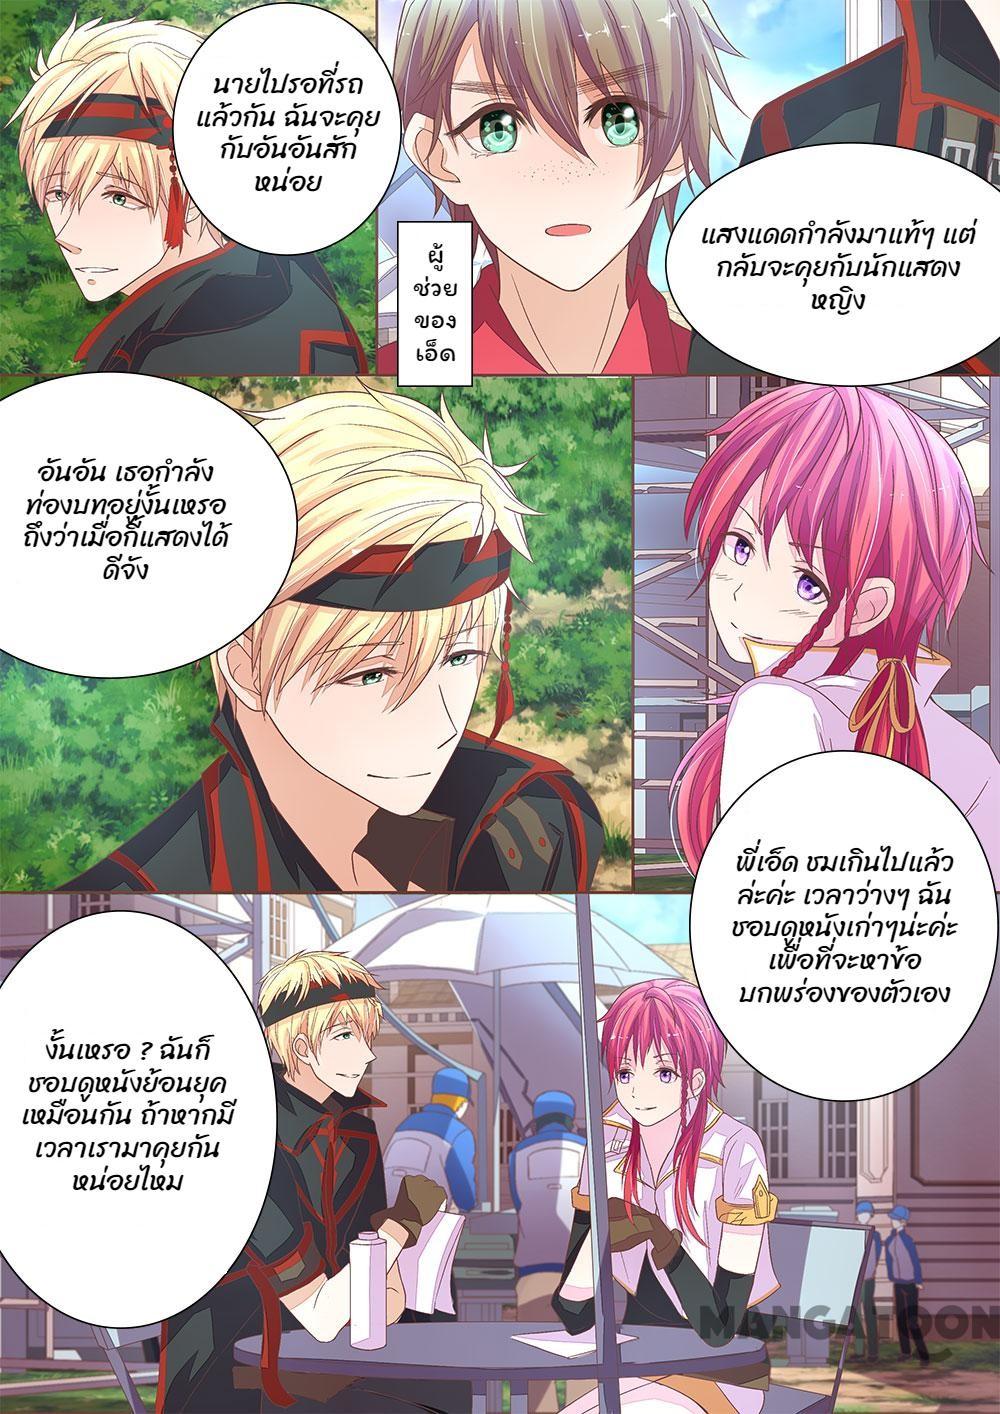 นายไปรอที่รถ
แล้วกัน ฉันจะคุย
กับอันอันสัก
หน่อย
ผู้
ช่วย
ของ
เอ็ด
แสงแดดกำลังมาแท้ๆ แต่
กลับจะคุยกับนักแสดง
หญิง
อันอัน เธอกำลัง
ท่องบทอยู่งั้นเหรอ
ถึงว่าเมื่อกี้แสดงได้
ดีจัง
พี่เอ็ด ชมเกินไปแล้ว
ล่ะค่ะ เวลาว่างๆ ฉัน
ชอบดูหนังเก่าๆน่ะค่ะ
เพื่อที่จะหาข้อ
บกพร่องของตัวเอง
งั้นเหรอ ? ฉันก็
ชอบดูหนังย้อนยุค
เหมือนกัน ถ้าหากมี
เวลาเรามาคุยกัน
หน่อยไหม
MANGATOON